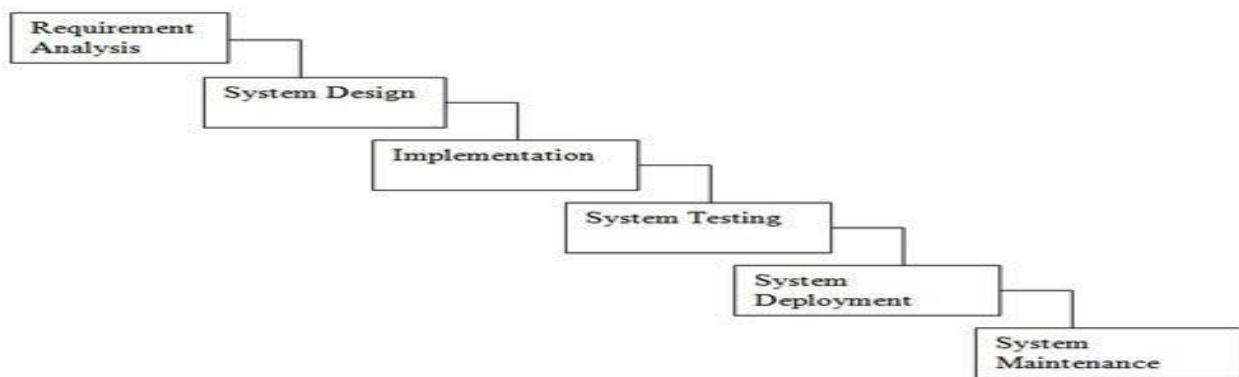 Requirement
Analysis
System Design
Implementation
System Testing
System
Deployment
System
Maintenance